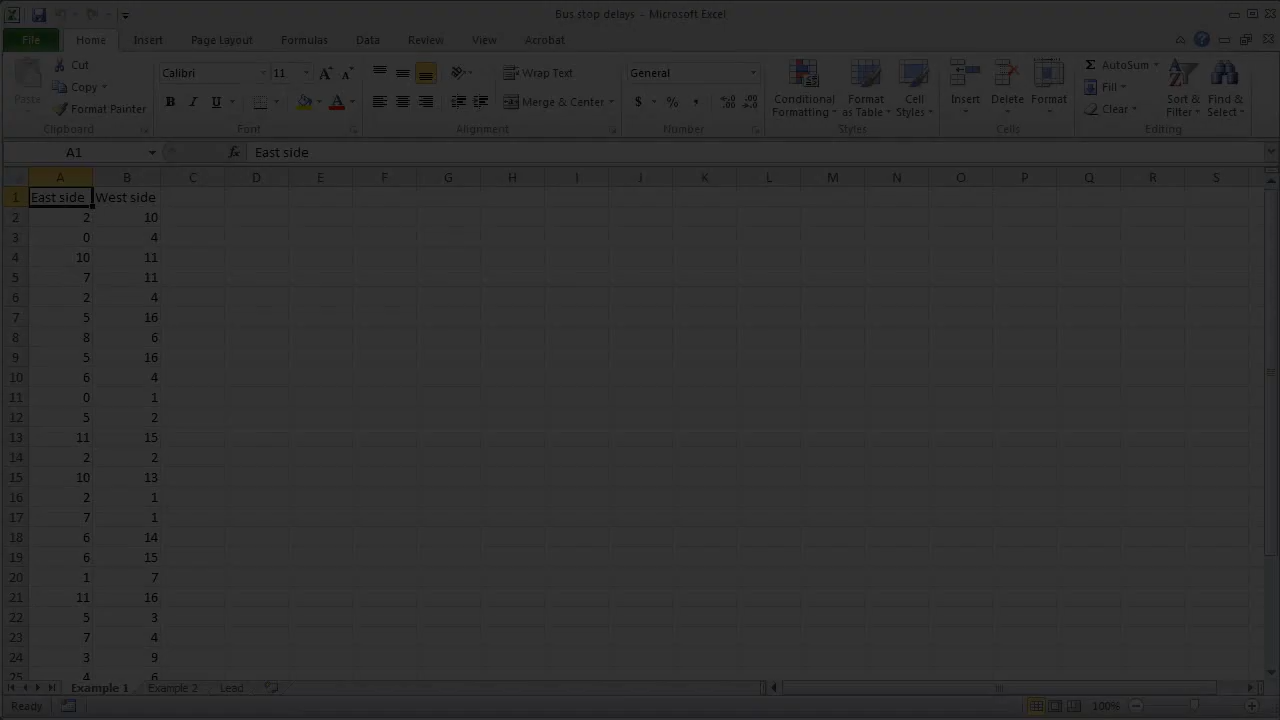 Bus stop delays - Microsoft Excel
File Home Insert Page Layout Formulas Data Review View Acrobat
Paste
Cut
Copy
Format Painter
Clipboard
Calibri 11
B I U
Font
Wrap Text
Merge & Center
Alignment
General
$ % ,
Number
Conditional Formatting
Format as Table
Cell Styles
Styles
Insert Delete Format
Cells
AutoSum
Fill
Clear
Sort & Filter
Find & Select
Editing
A1 fx East side
A B C D E F G H I J K L M N O P Q R S
1 East side West side
2 2 10
3 0 4
4 10 11
5 7 11
6 2 4
7 5 16
8 8 6
9 5 16
10 6 4
11 0 1
12 5 2
13 11 15
14 2 2
15 10 13
16 2 1
17 7 1
18 6 14
19 6 15
20 1 7
21 11 16
22 5 3
23 7 4
24 3 9
25 4 6
Example 1 Example 2 Lead
Ready 100%